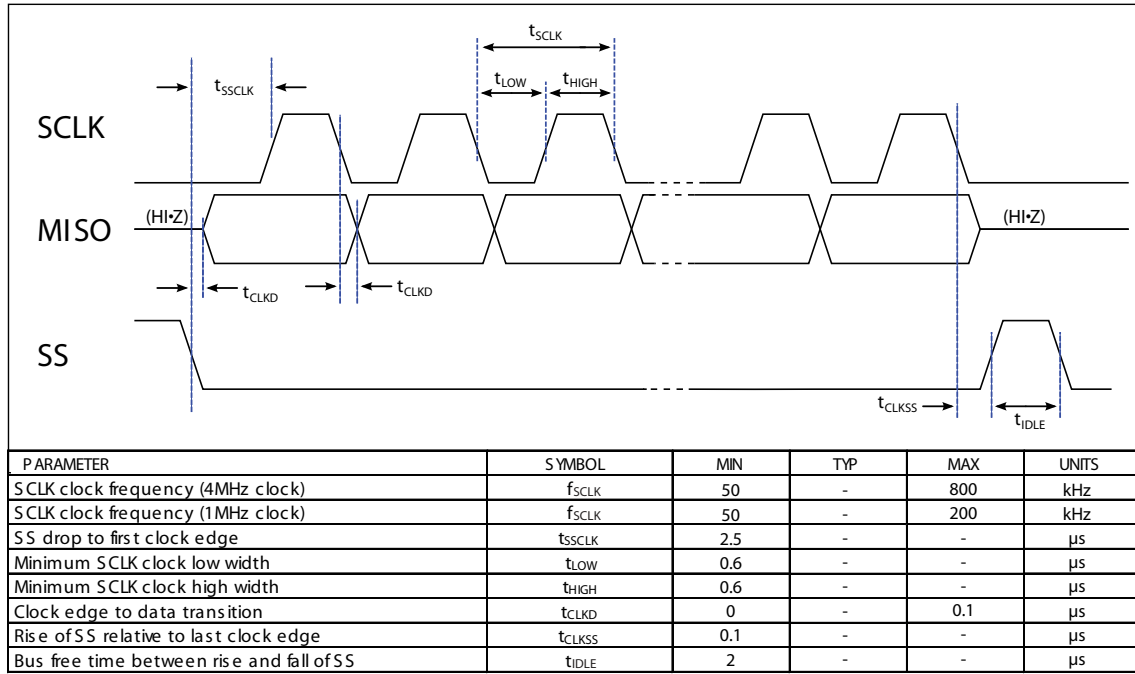 tSSCLK
tSCLK
tLOW
tHIGH
SCLK
MISO
(HI•Z)
(HI•Z)
tCLKD
tCLKD
SS
tCLKSS
tIDLE
PARAMETER SYMBOL MIN TYP MAX UNITS
SCLK clock frequency (4MHz clock) fSCLK 50 - 800 kHz
SCLK clock frequency (1MHz clock) fSCLK 50 - 200 kHz
SS drop to first clock edge tSSCLK 2.5 - - µs
Minimum SCLK clock low width tLOW 0.6 - - µs
Minimum SCLK clock high width tHIGH 0.6 - - µs
Clock edge to data transition tCLKD 0 - 0.1 µs
Rise of SS relative to last clock edge tCLKSS 0.1 - - µs
Bus free time between rise and fall of SS tIDLE 2 - - µs